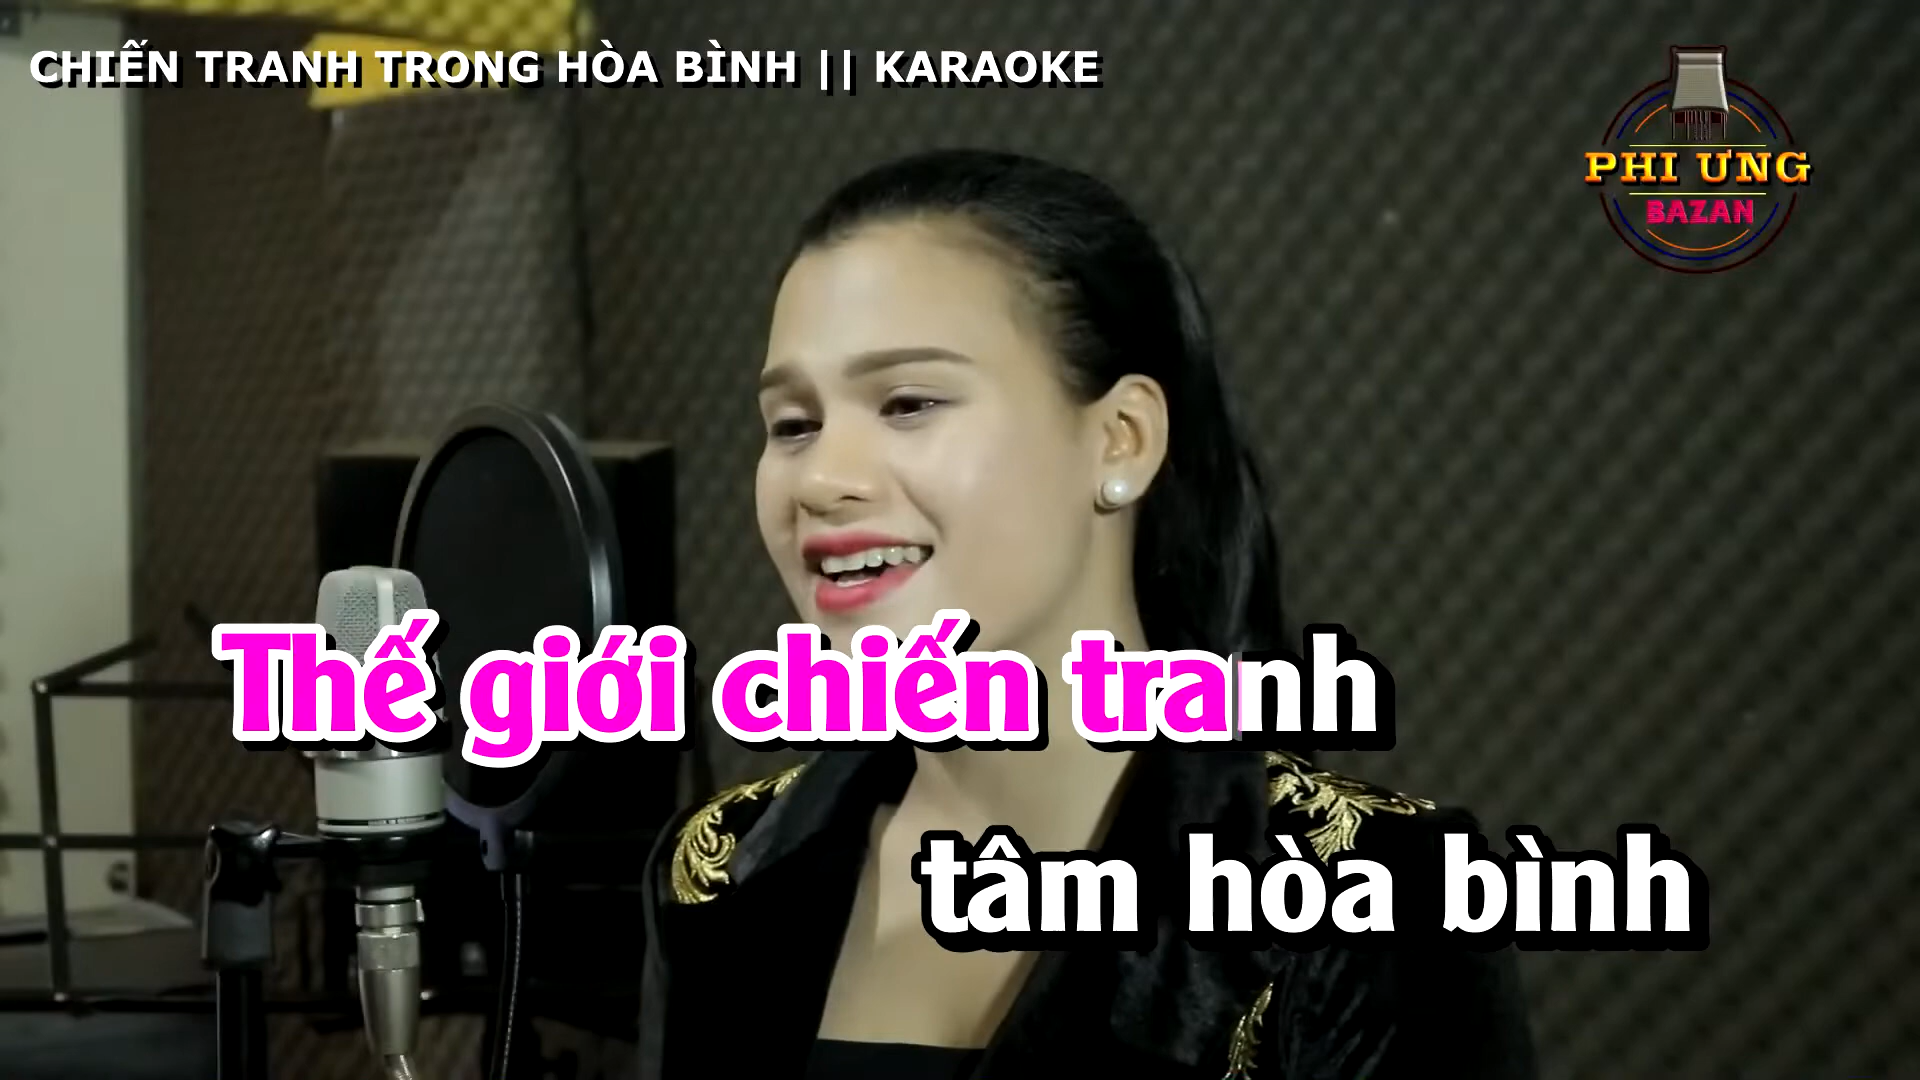 CHIẾN TRANH TRONG HÒA BÌNH || KARAOKE
PHI ƯNG
BAZAN
Thế giới chiến tranh
tâm hòa bình